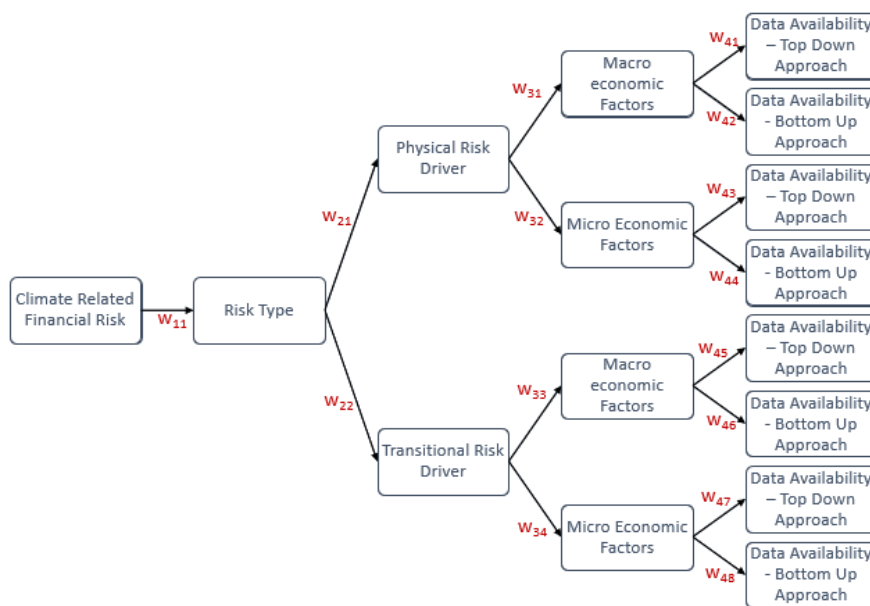 Climate Related
Financial Risk
W11
Risk Type
W21
W22
Physical Risk
Driver
Transitional Risk
Driver
W31
W32
W33
W34
Macro
economic
Factors
Micro Economic
Factors
Macro
economic
Factors
Micro Economic
Factors
W41
W42
W43
W44
W45
W46
W47
W48
Data Availability
– Top Down
Approach
Data Availability
- Bottom Up
Approach
Data Availability
– Top Down
Approach
Data Availability
- Bottom Up
Approach
Data Availability
– Top Down
Approach
Data Availability
- Bottom Up
Approach
Data Availability
– Top Down
Approach
Data Availability
- Bottom Up
Approach